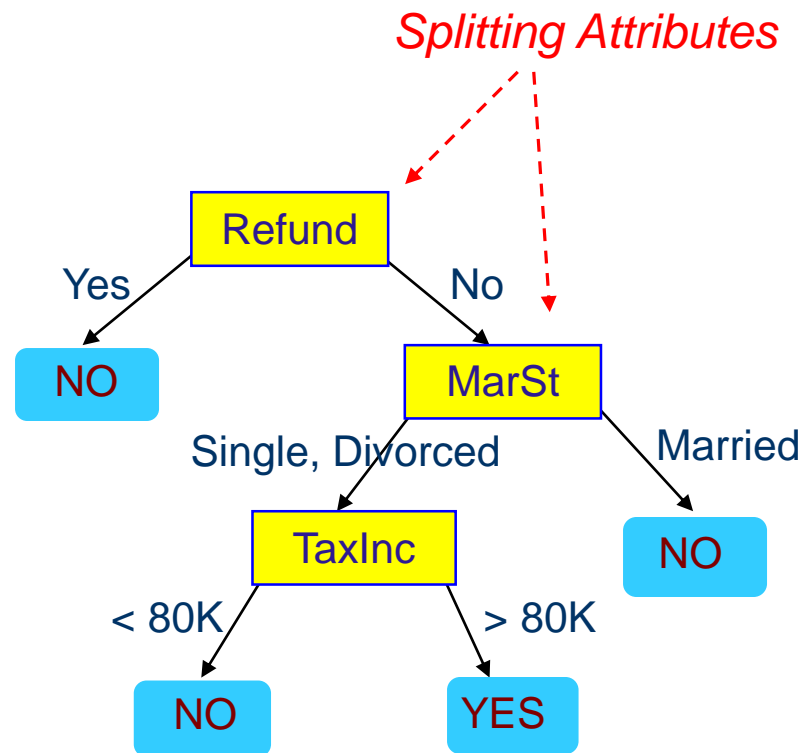 Splitting Attributes
Refund
Yes
No
NO
MarSt
Single, Divorced
Married
TaxInc
NO
< 80K
> 80K
NO
YES